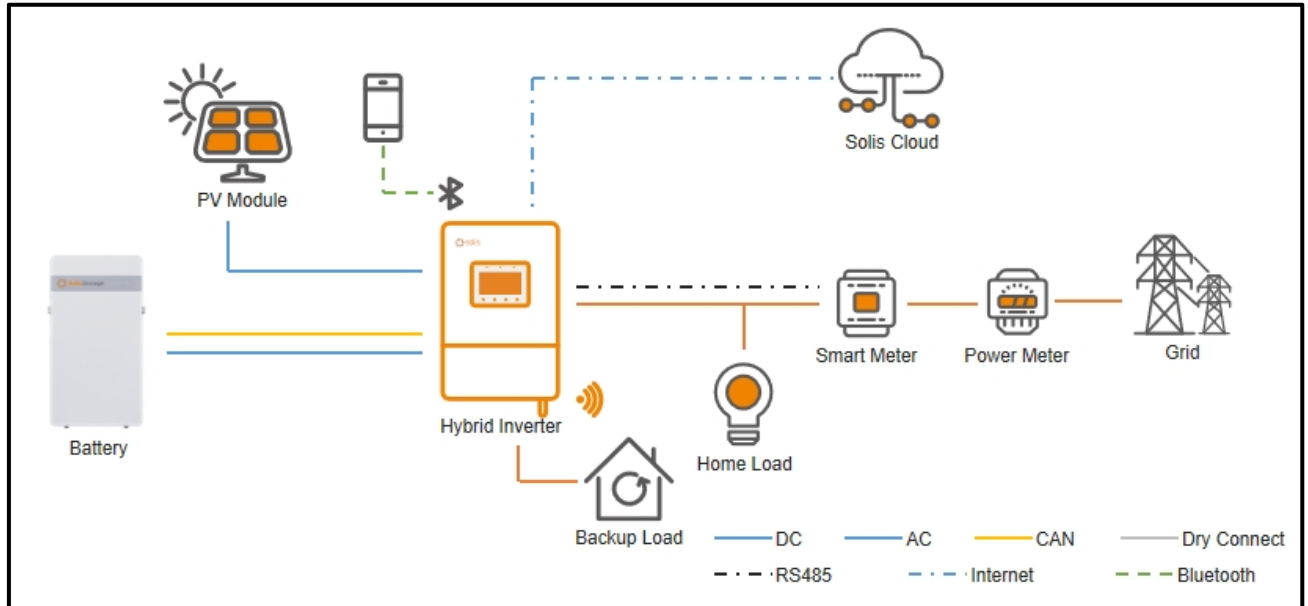 Solis Cloud
PV Module
Smart Meter
Power Meter
Grid
Hybrid Inverter
Battery
Home Load
Backup Load
DC
AC
CAN
Dry Connect
RS485
Internet
Bluetooth